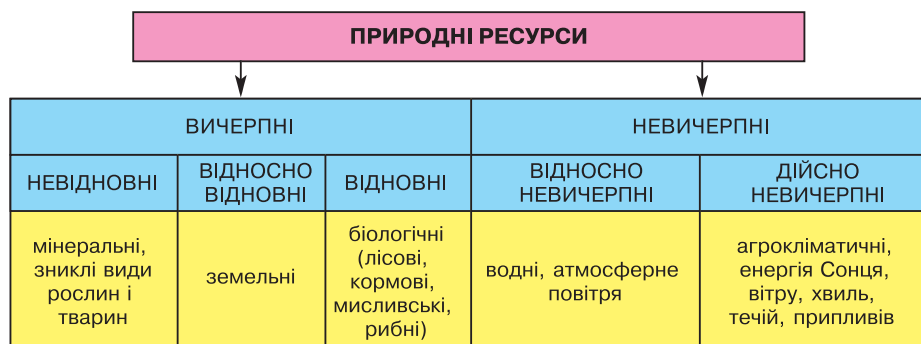 ПРИРОДНІ РЕСУРСИ
ВИЧЕРПНІ
НЕВИЧЕРПНІ
НЕВІДНОВНІ
ВІДНОСНО
ВІДНОВНІ
ВІДНОВНІ
ВІДНОСНО
НЕВИЧЕРПНІ
ДІЙСНО
НЕВИЧЕРПНІ
мінеральні,
зниклі види
рослин і
тварин
земельні
біологічні
(лісові,
кормові,
мисливські,
рибні)
водні, атмосферне
повітря
агрокліматичні,
енергія Сонця,
вітру, хвиль,
течій, припливів